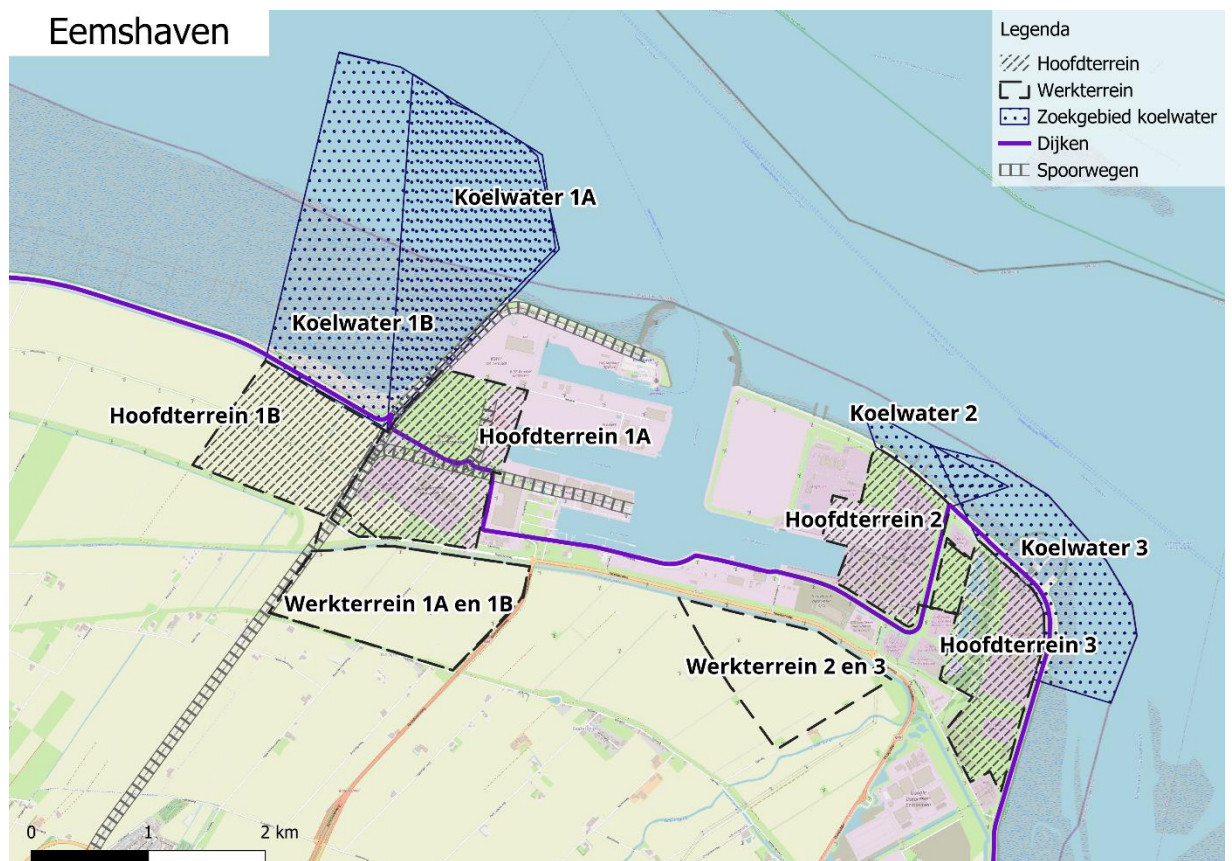 Eemshaven
Legenda
Hoofdterrein
Werkterrein
Zoekgebied koelwater
Dijken
Spoorwegen
Koelwater 1A
Koelwater 1B
Hoofdterrein 1B
Hoofdterrein 1A
Koelwater 2
Hoofdterrein 2
Koelwater 3
Werkterrein 1A en 1B
Hoofdterrein 3
Werkterrein 2 en 3
0 1 2 km